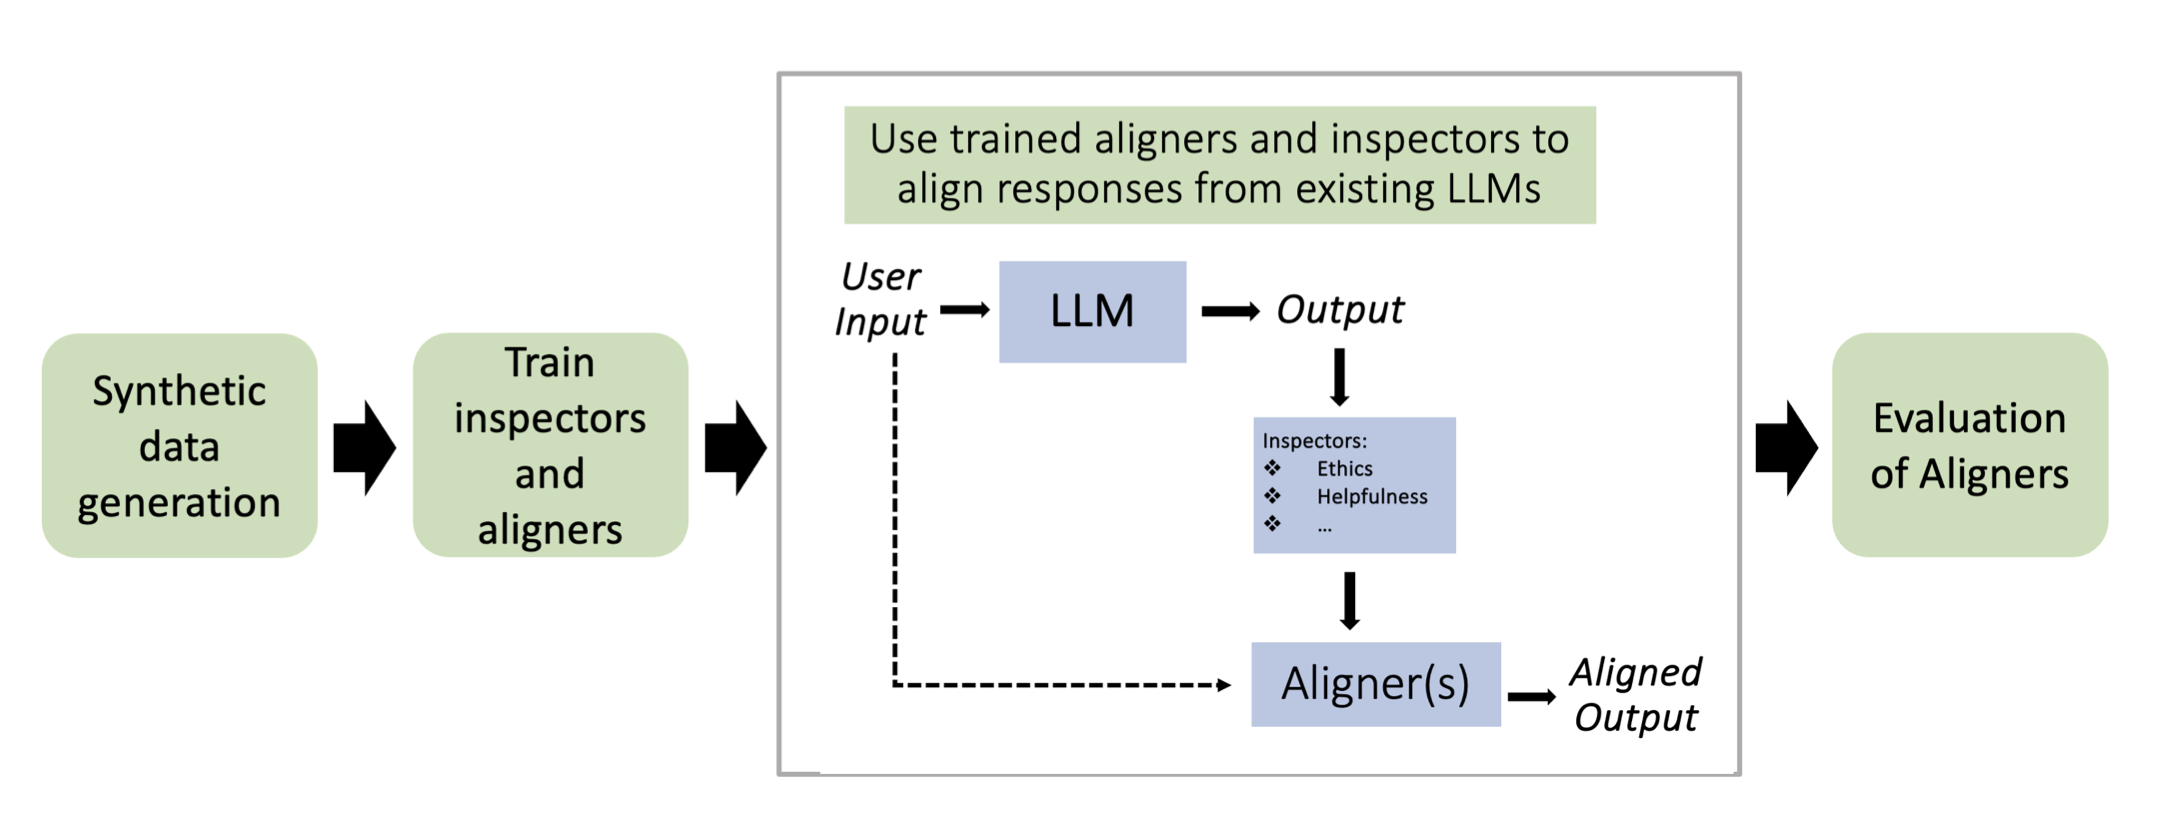 Synthetic
data
generation
Train
inspectors
and
aligners
Use trained aligners and inspectors to
align responses from existing LLMs
User
Input
LLM
Output
Inspectors:
❖ Ethics
❖ Helpfulness
❖ ...
Aligner(s)
Aligned
Output
Evaluation
of Aligners